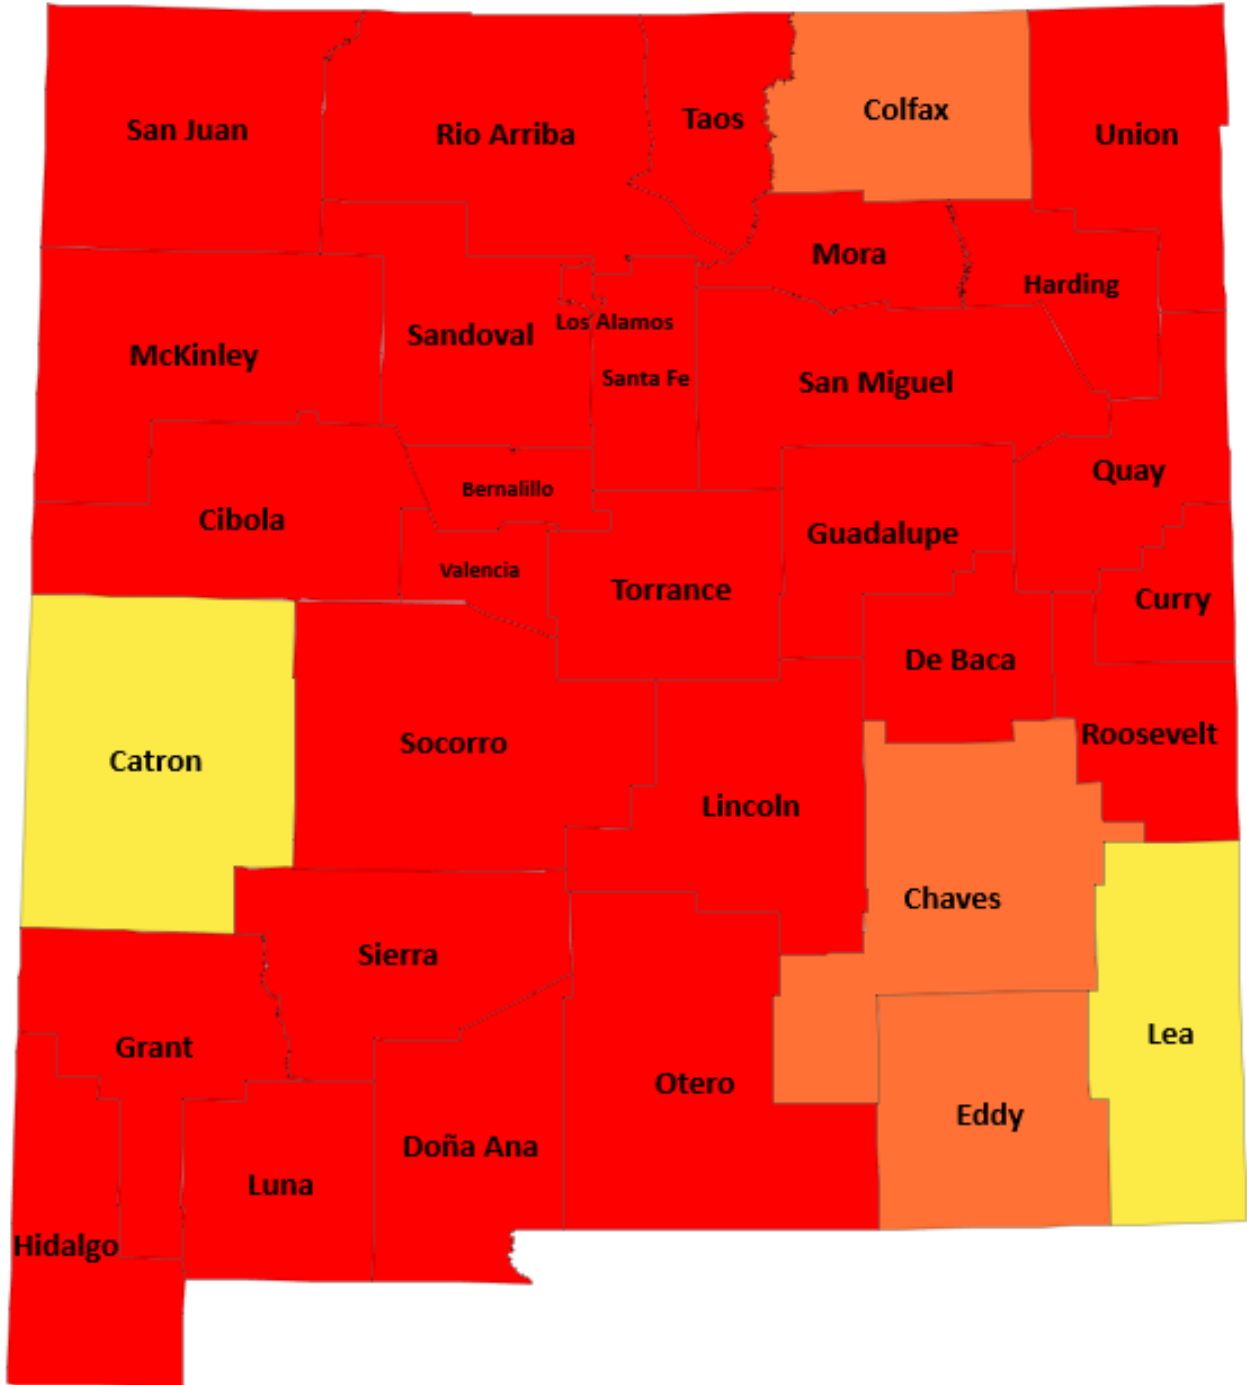 San Juan
Rio Arriba
Taos
Colfax
Union
Mora
Harding
McKinley
Sandoval
Los Alamos
Santa Fe
San Miguel
Quay
Cibola
Bernalillo
Guadalupe
Valencia
Torrance
Curry
De Baca
Catron
Socorro
Roosevelt
Lincoln
Chaves
Sierra
Grant
Lea
Otero
Eddy
Doña Ana
Luna
Hidalgo